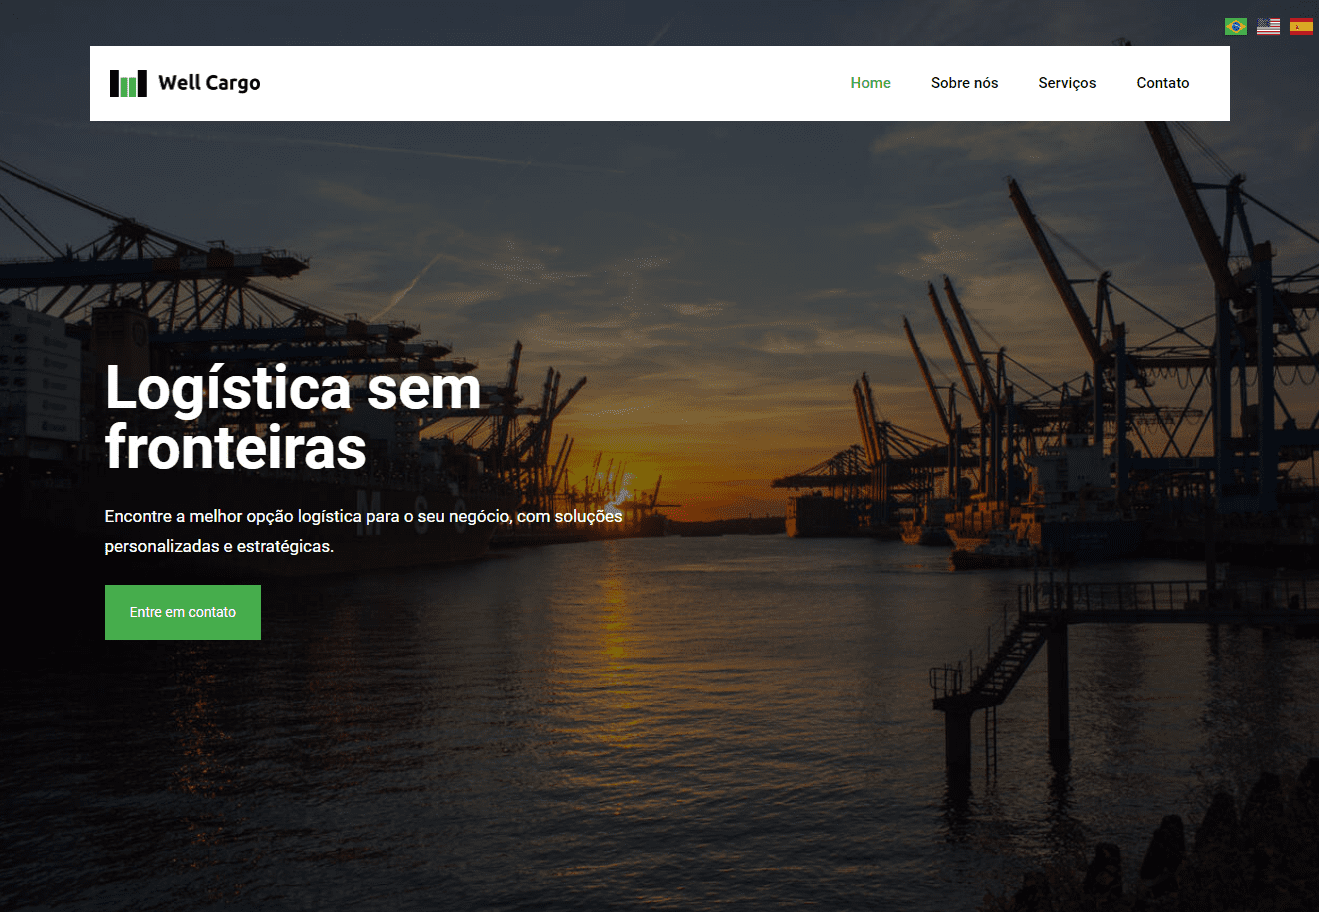 Well Cargo
Home
Sobre nós
Serviços
Contato
Logística sem
fronteiras
Encontre a melhor opção logística para o seu negócio, com soluções
personalizadas e estratégicas.
Entre em contato